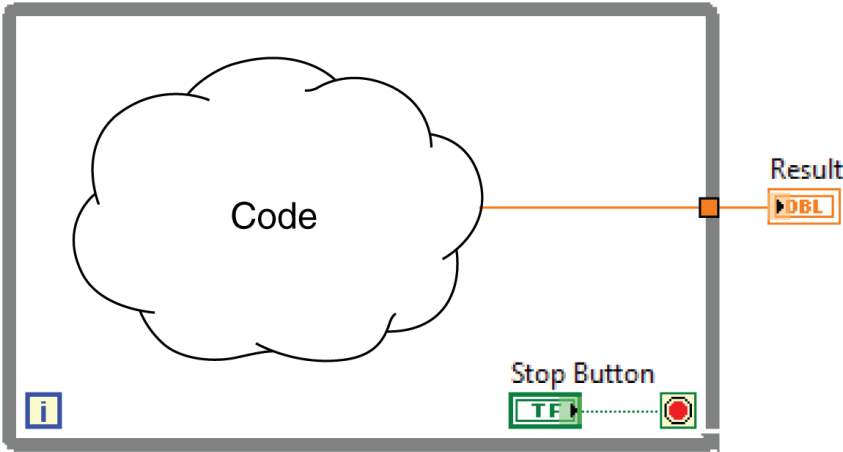 Result
DBL
Code
Stop Button
i
TF